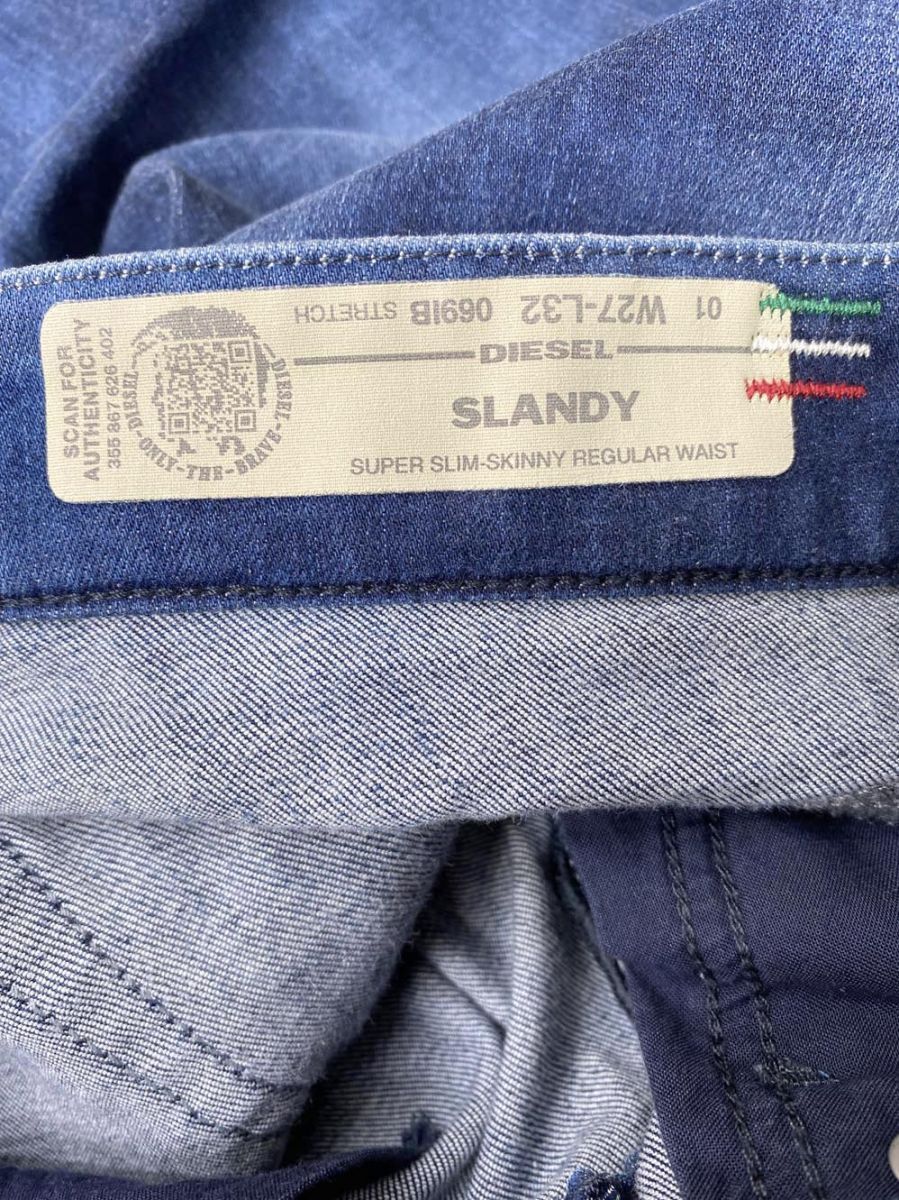 SCAN FOR
AUTHENTICITY
355 867 626 402
DIESEL
DIESEL
ONLY-THE-BRAVE
01 W27-L32 069IB STRETCH
DIESEL
SLANDY
SUPER SLIM-SKINNY REGULAR WAIST